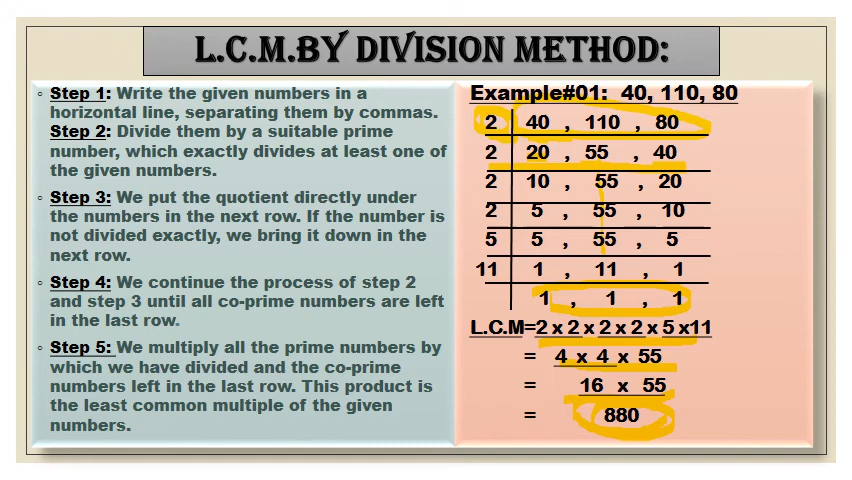 L.C.M.BY DIVISION METHOD:
Step 1: Write the given numbers in a
horizontal line, separating them by commas.
Step 2: Divide them by a suitable prime
number, which exactly divides at least one of
the given numbers.
Step 3: We put the quotient directly under
the numbers in the next row. If the number is
not divided exactly, we bring it down in the
next row.
Step 4: We continue the process of step 2
and step 3 until all co-prime numbers are left
in the last row.
Step 5: We multiply all the prime numbers by
which we have divided and the co-prime
numbers left in the last row. This product is
the least common multiple of the given
numbers.
Example#01: 40, 110, 80
2 40 , 110 , 80
2 20 , 55 , 40
2 10 , 55 , 20
2 5 , 55 , 10
5 5 , 55 , 5
11 1 , 11 , 1
1 , 1 , 1
L.C.M=2 x 2 x 2 x 2 x 5 x11
= 4 x 4 x 55
= 16 x 55
= 880